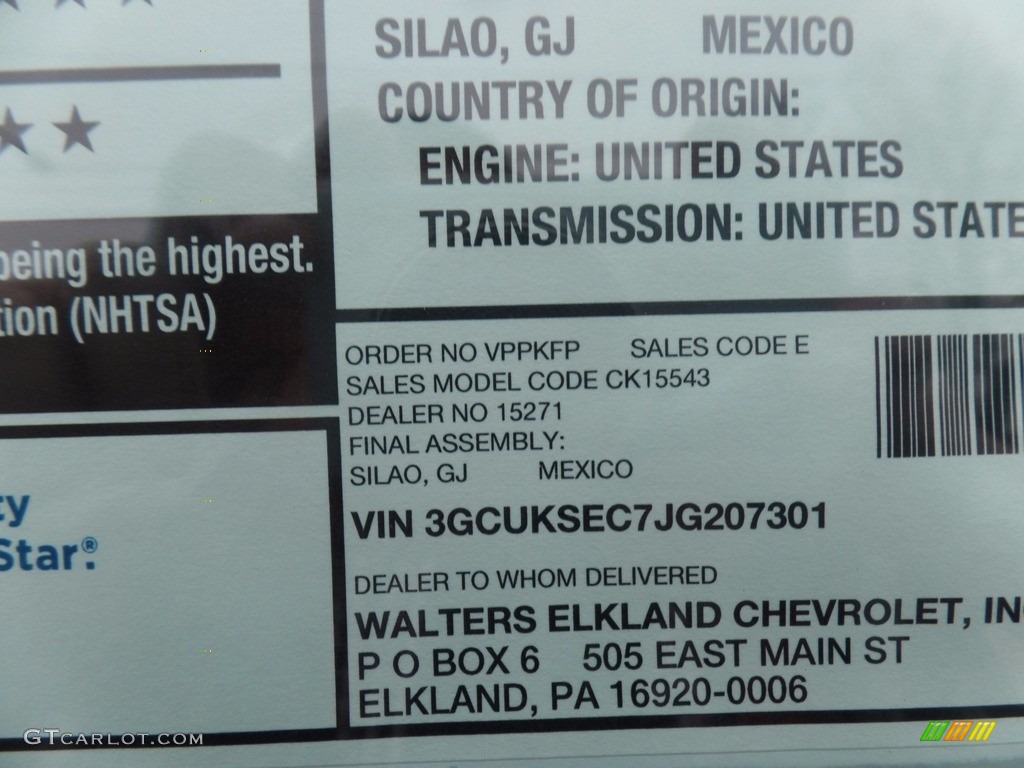 SILAO, GJ MEXICO
COUNTRY OF ORIGIN:
ENGINE: UNITED STATES
TRANSMISSION: UNITED STATE
being the highest.
tion (NHTSA)
ORDER NO VPPKFP SALES CODE E
SALES MODEL CODE CK15543
DEALER NO 15271
FINAL ASSEMBLY:
SILAO, GJ MEXICO
VIN 3GCUKSEC7JG207301
ty
Star®.
DEALER TO WHOM DELIVERED
WALTERS ELKLAND CHEVROLET, IN
P O BOX 6 505 EAST MAIN ST
ELKLAND, PA 16920-0006
GTCARLOT.COM